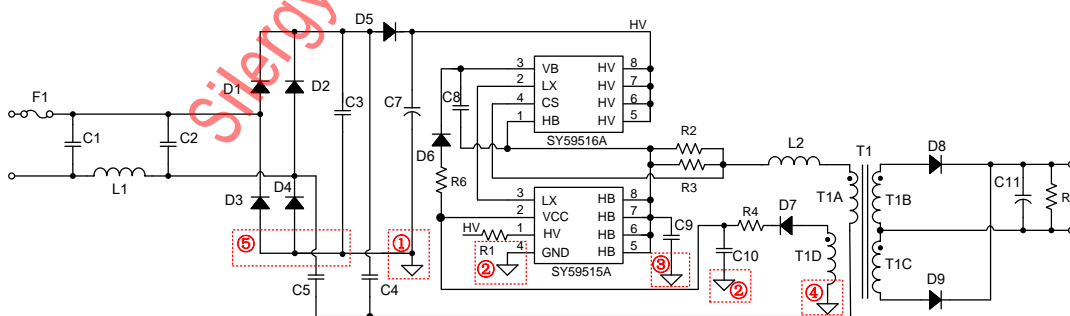 Silergy
D5
HV
F1
D1
D2
C3
C7
C8
3
VB
HV
8
2
LX
HV
7
4
CS
HV
6
1
HB
HV
5
SY59516A
C1
C2
D6
R2
L2
T1
D8
L1
R3
D3
D4
R6
3
LX
HB
8
2
VCC
HB
7
HV
1
HV
HB
6
R1
4
GND
HB
5
SY59515A
C9
R4
D7
T1A
T1B
C11
R
⑤
①
②
③
C10
T1D
T1C
②
④
D9
C5
C4